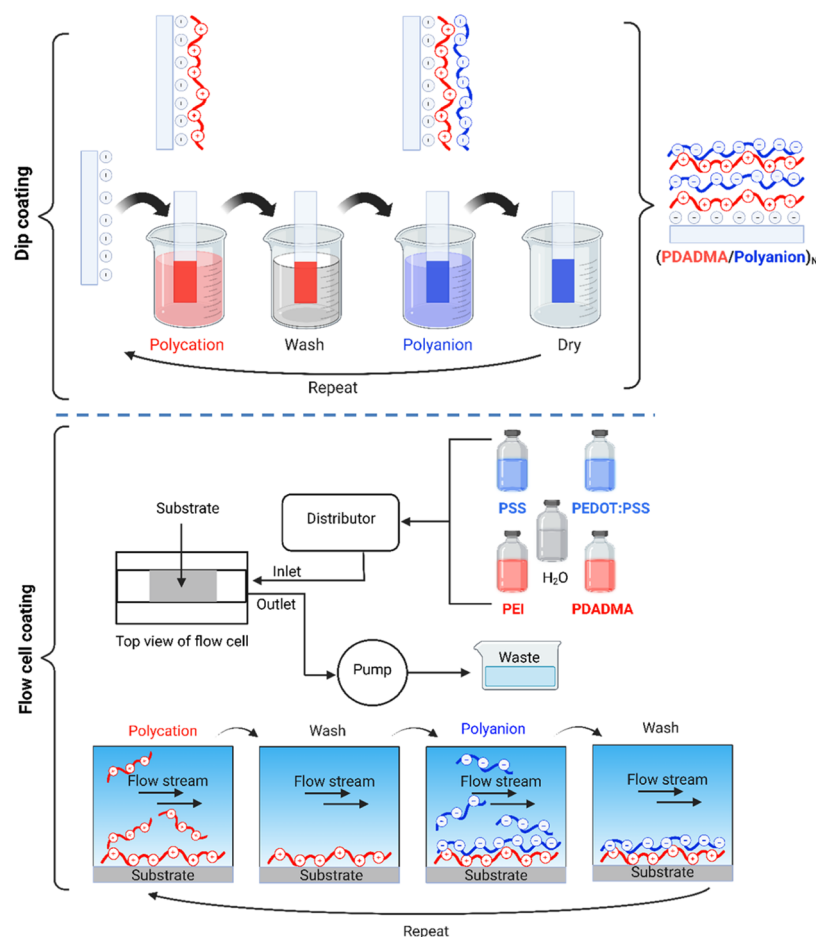 Dip coating
Polycation
Wash
Polyanion
Dry
Repeat
(PDADMA/Polyanion)N
Flow cell coating
Substrate
Distributor
Inlet
Outlet
Top view of flow cell
PSS
PEDOT:PSS
H₂O
PEI
PDADMA
Pump
Waste
Polycation
Wash
Polyanion
Wash
Flow stream
Flow stream
Flow stream
Flow stream
Substrate
Substrate
Substrate
Substrate
Repeat